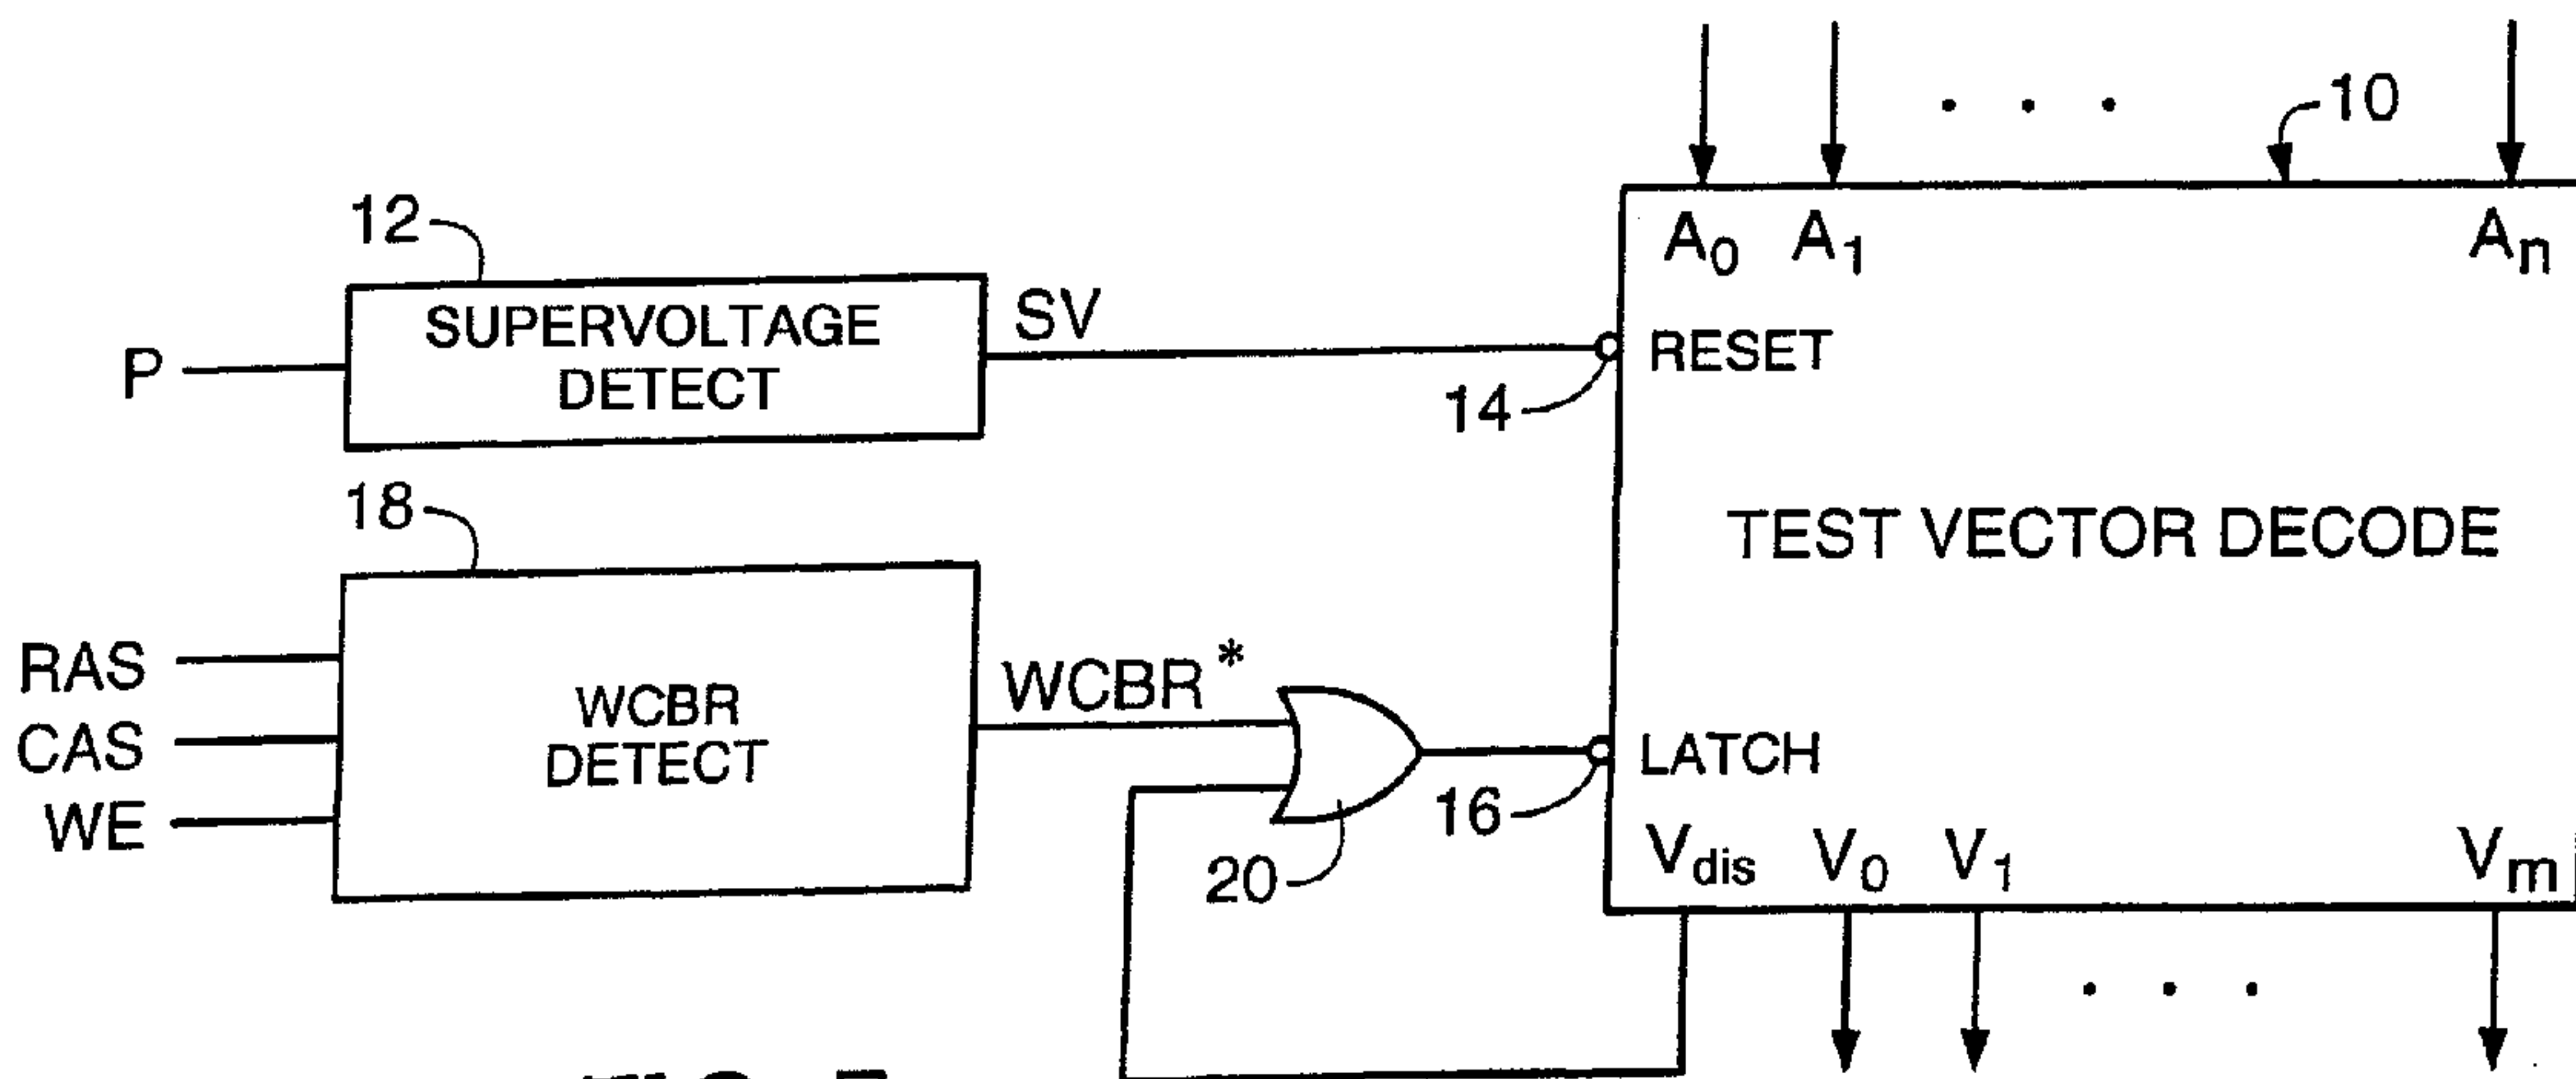 10
A0 A1 An
12
SUPERVOLTAGE
DETECT
SV
P
RESET
14
TEST VECTOR DECODE
18
RAS
CAS
WE
WCBR
DETECT
WCBR*
LATCH
16
20
Vdis V0 V1 Vm